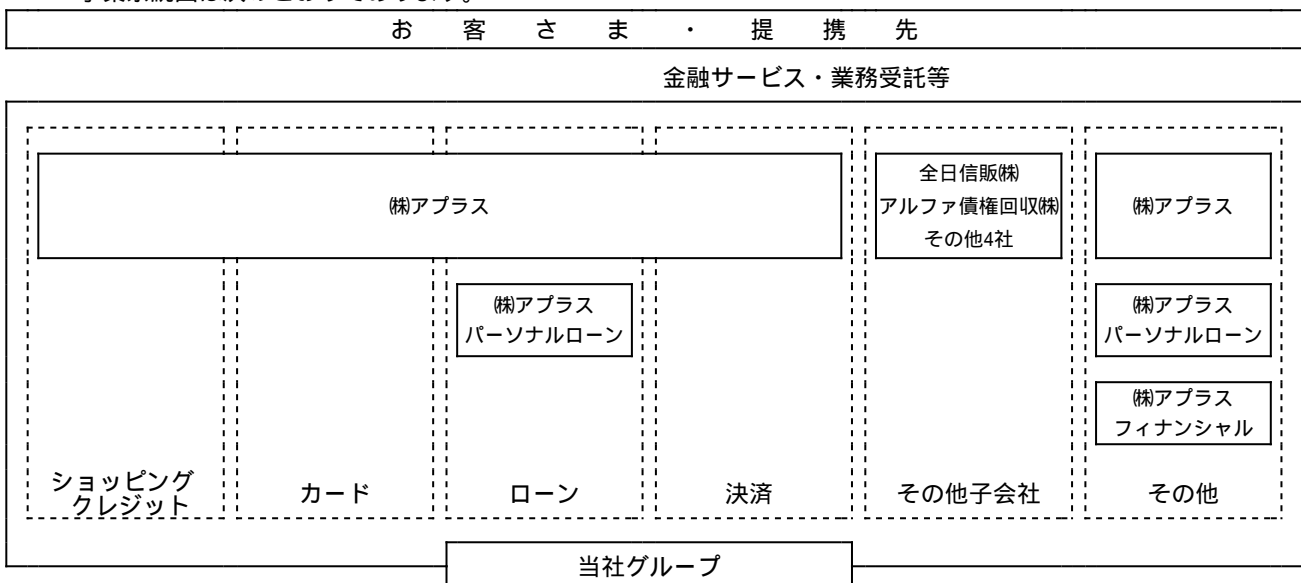 お客さま・提携先
金融サービス・業務受託等
㈱アプラス
全日信販㈱
アルファ債権回収㈱
その他4社
㈱アプラス
㈱アプラス
パーソナルローン
㈱アプラス
パーソナルローン
㈱アプラス
フィナンシャル
ショッピング
クレジット
カード
ローン
決済
その他子会社
その他
当社グループ